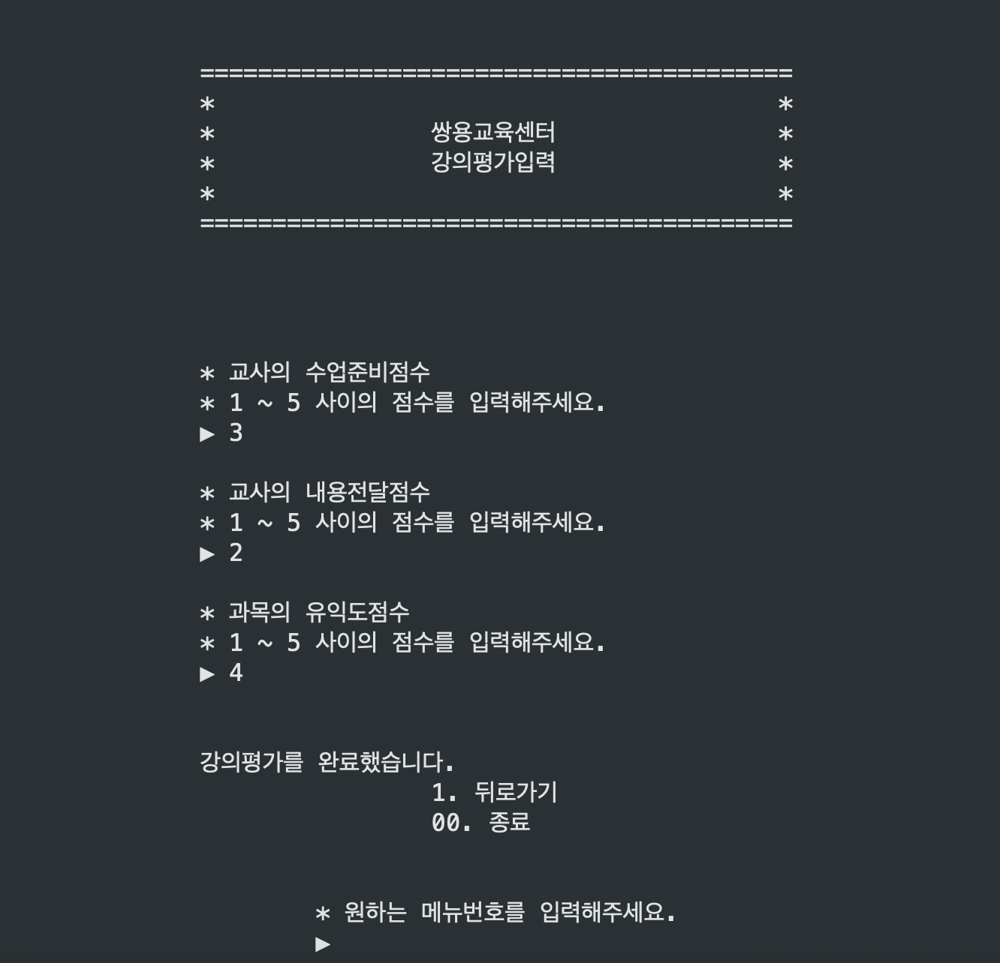 =========================================
*                                       *
*               쌍용교육센터               *
*               강의평가입력               *
*                                       *
=========================================
* 교사의 수업준비점수
* 1 ~ 5 사이의 점수를 입력해주세요.
▶ 3
* 교사의 내용전달점수
* 1 ~ 5 사이의 점수를 입력해주세요.
▶ 2
* 과목의 유익도점수
* 1 ~ 5 사이의 점수를 입력해주세요.
▶ 4
강의평가를 완료했습니다.
1. 뒤로가기
00. 종료
* 원하는 메뉴번호를 입력해주세요.
▶